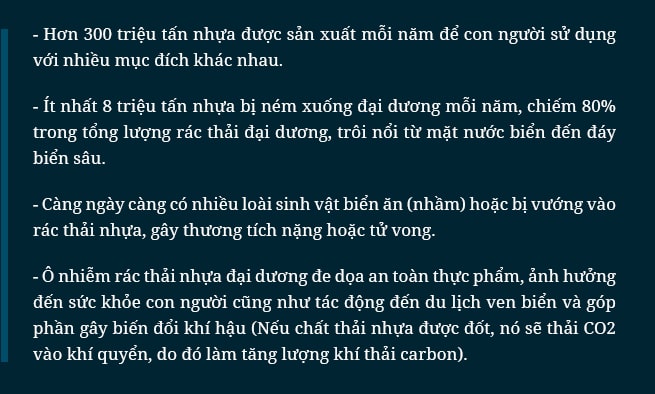 - Hơn 300 triệu tấn nhựa được sản xuất mỗi năm để con người sử dụng
với nhiều mục đích khác nhau.
- Ít nhất 8 triệu tấn nhựa bị ném xuống đại dương mỗi năm, chiếm 80%
trong tổng lượng rác thải đại dương, trôi nổi từ mặt nước biển đến đáy
biển sâu.
- Càng ngày càng có nhiều loài sinh vật biển ăn (nhầm) hoặc bị vướng vào
rác thải nhựa, gây thương tích nặng hoặc tử vong.
- Ô nhiễm rác thải nhựa đại dương đe dọa an toàn thực phẩm, ảnh hưởng
đến sức khỏe con người cũng như tác động đến du lịch ven biển và góp
phần gây biến đổi khí hậu (Nếu chất thải nhựa được đốt, nó sẽ thải CO2
vào khí quyển, do đó làm tăng lượng khí thải carbon).